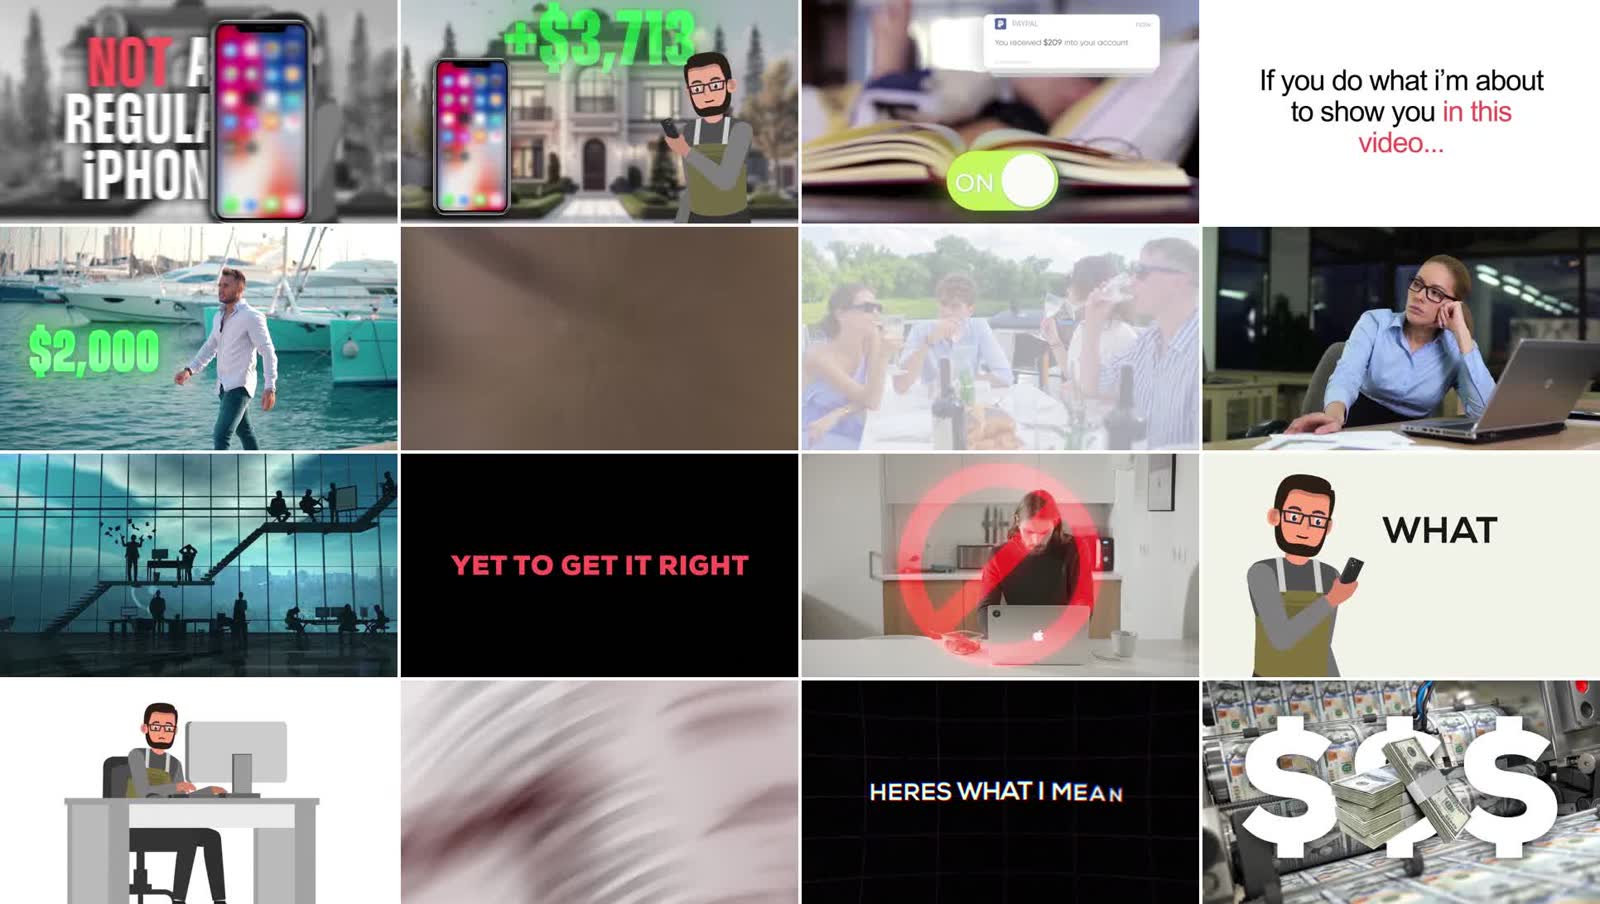 NOT A
REGULA
iPHON
+$3,713
PAYPAL
now
You received $209 into your account
ON
If you do what i'm about
to show you in this
video...
$2,000
YET TO GET IT RIGHT
WHAT
HERES WHAT I MEAN
$$$